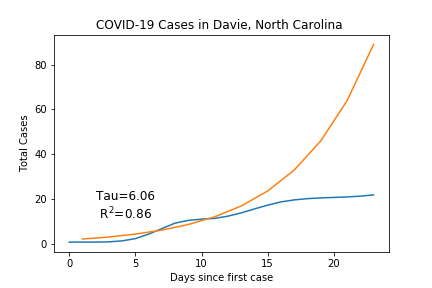 COVID-19 Cases in Davie, North Carolina
Total Cases
80
60
40
20
0
Tau=6.06
R²=0.86
0 5 10 15 20
Days since first case